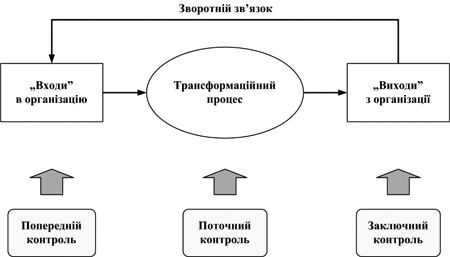 Зворотній зв’язок
„Входи”
в організацію
Трансформаційний
процес
„Виходи”
з організації
Попередній
контроль
Поточний
контроль
Заключний
контроль